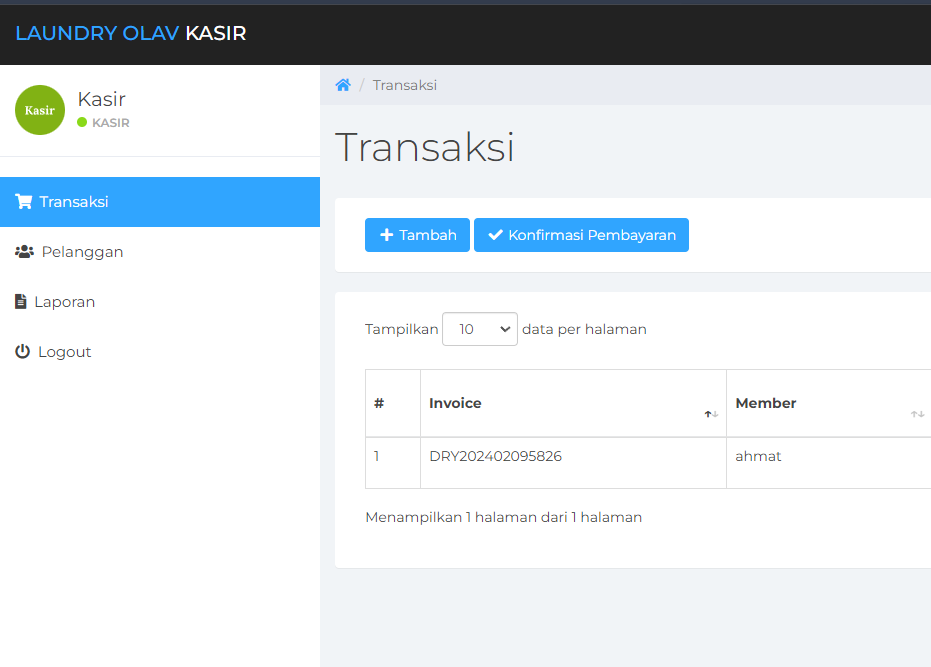 LAUNDRY OLAV KASIR
Kasir
Kasir
KASIR
Transaksi
Pelanggan
Laporan
Logout
/ Transaksi
Transaksi
Tambah
Konfirmasi Pembayaran
Tampilkan 10 data per halaman
# Invoice Member
1 DRY202402095826 ahmat
Menampilkan 1 halaman dari 1 halaman